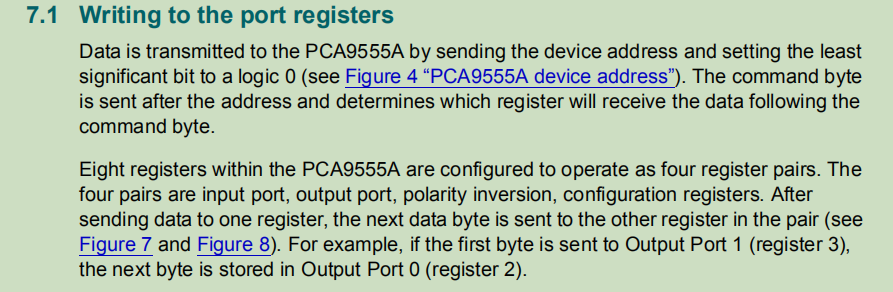 7.1 Writing to the port registers
Data is transmitted to the PCA9555A by sending the device address and setting the least
significant bit to a logic 0 (see Figure 4 “PCA9555A device address”). The command byte
is sent after the address and determines which register will receive the data following the
command byte.
Eight registers within the PCA9555A are configured to operate as four register pairs. The
four pairs are input port, output port, polarity inversion, configuration registers. After
sending data to one register, the next data byte is sent to the other register in the pair (see
Figure 7 and Figure 8). For example, if the first byte is sent to Output Port 1 (register 3),
the next byte is stored in Output Port 0 (register 2).